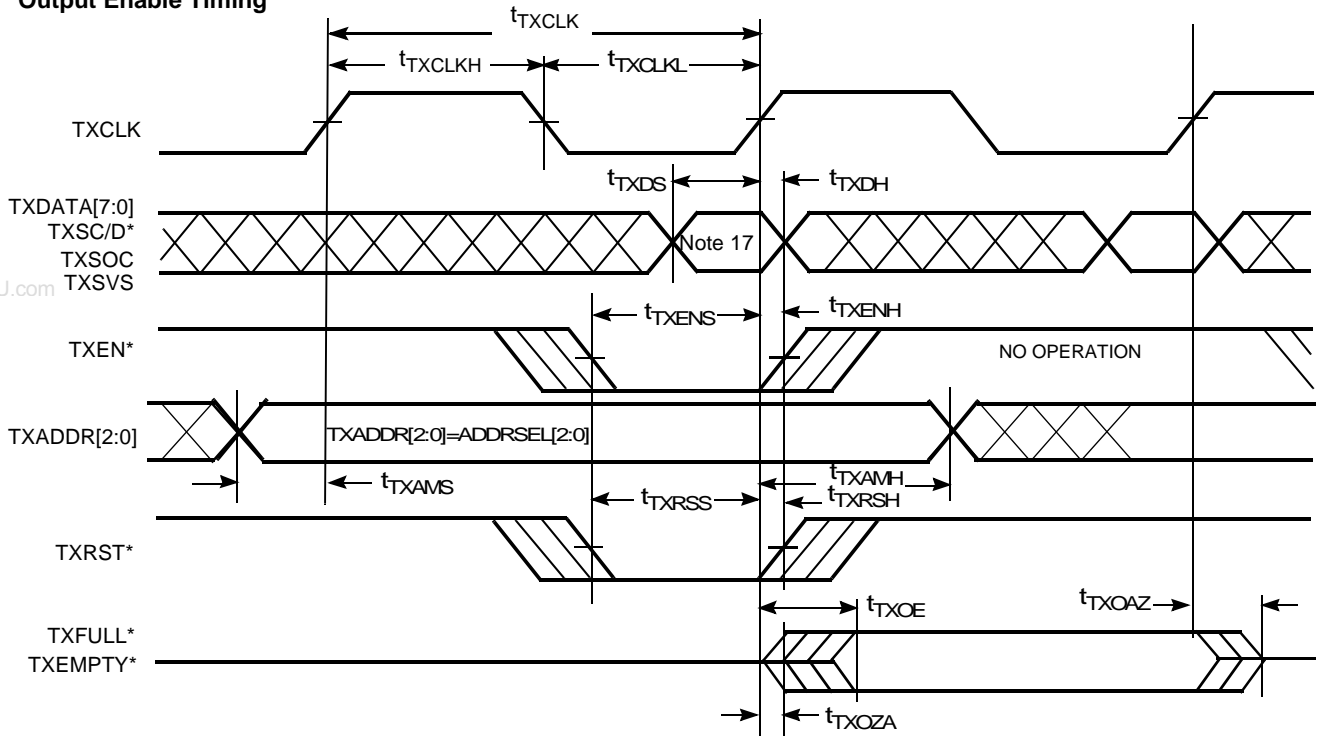 Output Enable Timing
tTXCLK
tTXCLKH
tTXCLKL
TXCLK
tTXDS
tTXDH
TXDATA[7:0]
TXSC/D*
TXSOC
TXSVS
Note 17
U.com
tTXENS
tTXENH
TXEN*
NO OPERATION
TXADDR[2:0]
TXADDR[2:0]=ADDRSEL[2:0]
tTXAMS
tTXAMH
tTXRSS
tTXRSH
TXRST*
tTXOE
tTXOAZ
TXFULL*
TXEMPTY*
tTXOZA